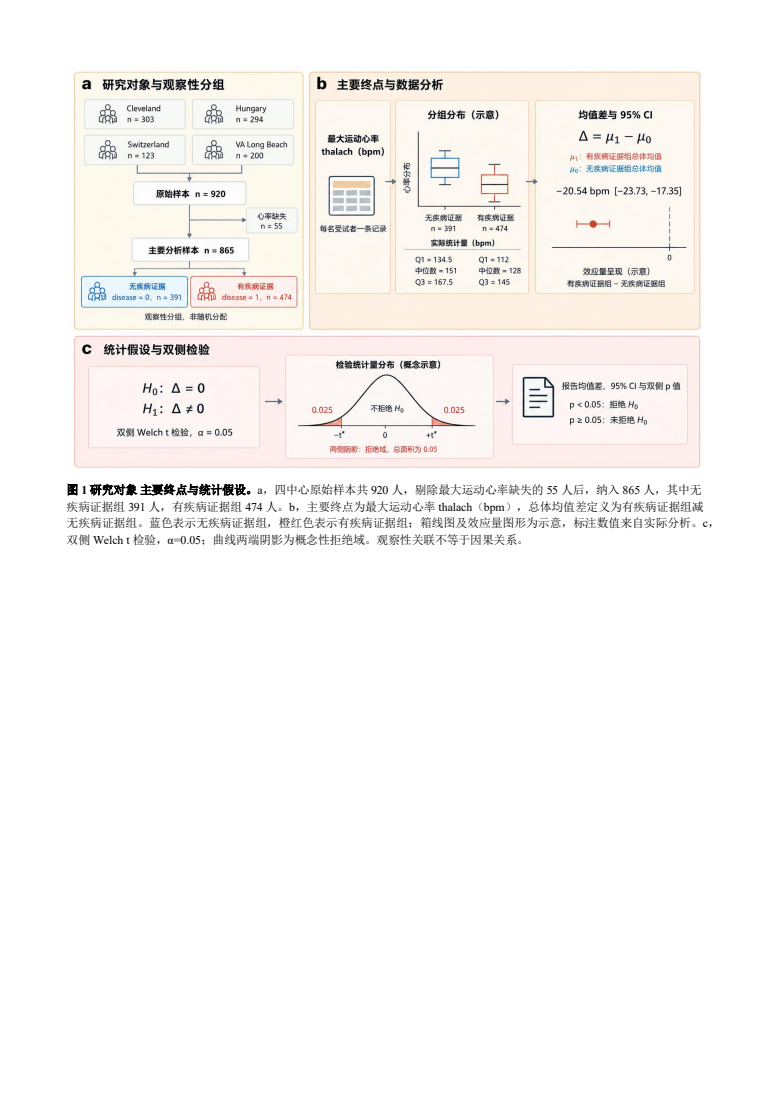 a 研究对象与观察性分组
Cleveland
n = 303
Hungary
n = 294
Switzerland
n = 123
VA Long Beach
n = 200
原始样本 n = 920
心率缺失
n = 55
主要分析样本 n = 865
无疾病证据
disease = 0，n = 391
有疾病证据
disease = 1，n = 474
观察性分组，非随机分配
b 主要终点与数据分析
最大运动心率
thalach（bpm）
每名受试者一条记录
分组分布（示意）
心率分布
无疾病证据
n = 391
有疾病证据
n = 474
实际统计量（bpm）
Q1 = 134.5
中位数 = 151
Q3 = 167.5
Q1 = 112
中位数 = 128
Q3 = 145
均值差与 95% CI
Δ = μ₁ − μ₀
μ₁：有疾病证据组总体均值
μ₀：无疾病证据组总体均值
−20.54 bpm [−23.73, −17.35]
0
效应量呈现（示意）
有疾病证据组 − 无疾病证据组
c 统计假设与双侧检验
H₀：Δ = 0
H₁：Δ ≠ 0
双侧 Welch t 检验，α = 0.05
检验统计量分布（概念示意）
0.025
不拒绝 H₀
0.025
−t*
0
+t*
两侧阴影：拒绝域，总面积为 0.05
报告均值差、95% CI 与双侧 p 值
p < 0.05：拒绝 H₀
p ≥ 0.05：未拒绝 H₀
图 1 研究对象 主要终点与统计假设。a，四中心原始样本共 920 人，剔除最大运动心率缺失的 55 人后，纳入 865 人，其中无
疾病证据组 391 人，有疾病证据组 474 人。b，主要终点为最大运动心率 thalach（bpm），总体均值差定义为有疾病证据组减
无疾病证据组。蓝色表示无疾病证据组，橙红色表示有疾病证据组；箱线图及效应量图形为示意，标注数值来自实际分析。c，
双侧 Welch t 检验，α=0.05；曲线两端阴影为概念性拒绝域。观察性关联不等于因果关系。